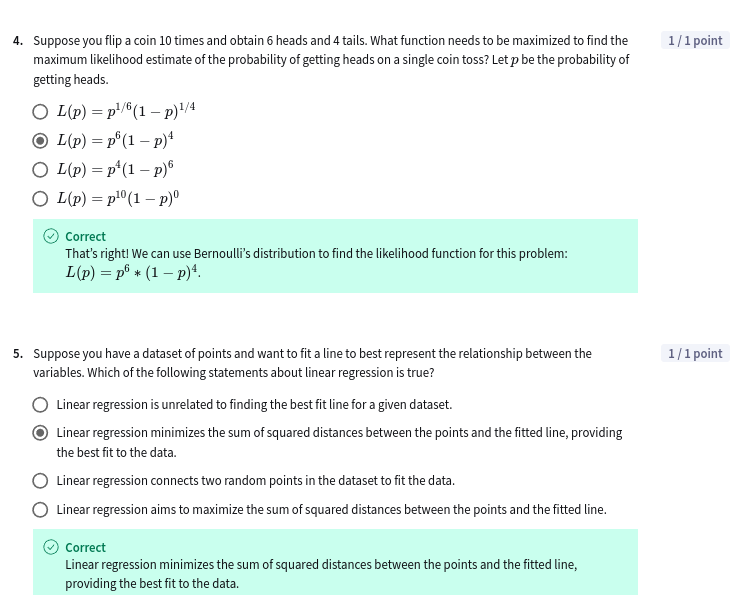 4. Suppose you flip a coin 10 times and obtain 6 heads and 4 tails. What function needs to be maximized to find the
1 / 1 point
maximum likelihood estimate of the probability of getting heads on a single coin toss? Let p be the probability of
getting heads.
L(p) = p^{1/6}(1 − p)^{1/4}
L(p) = p^6(1 − p)^4
L(p) = p^4(1 − p)^6
L(p) = p^{10}(1 − p)^0
Correct
That's right! We can use Bernoulli's distribution to find the likelihood function for this problem:
L(p) = p^6 ∗ (1 − p)^4.
5. Suppose you have a dataset of points and want to fit a line to best represent the relationship between the
1 / 1 point
variables. Which of the following statements about linear regression is true?
Linear regression is unrelated to finding the best fit line for a given dataset.
Linear regression minimizes the sum of squared distances between the points and the fitted line, providing
the best fit to the data.
Linear regression connects two random points in the dataset to fit the data.
Linear regression aims to maximize the sum of squared distances between the points and the fitted line.
Correct
Linear regression minimizes the sum of squared distances between the points and the fitted line,
providing the best fit to the data.